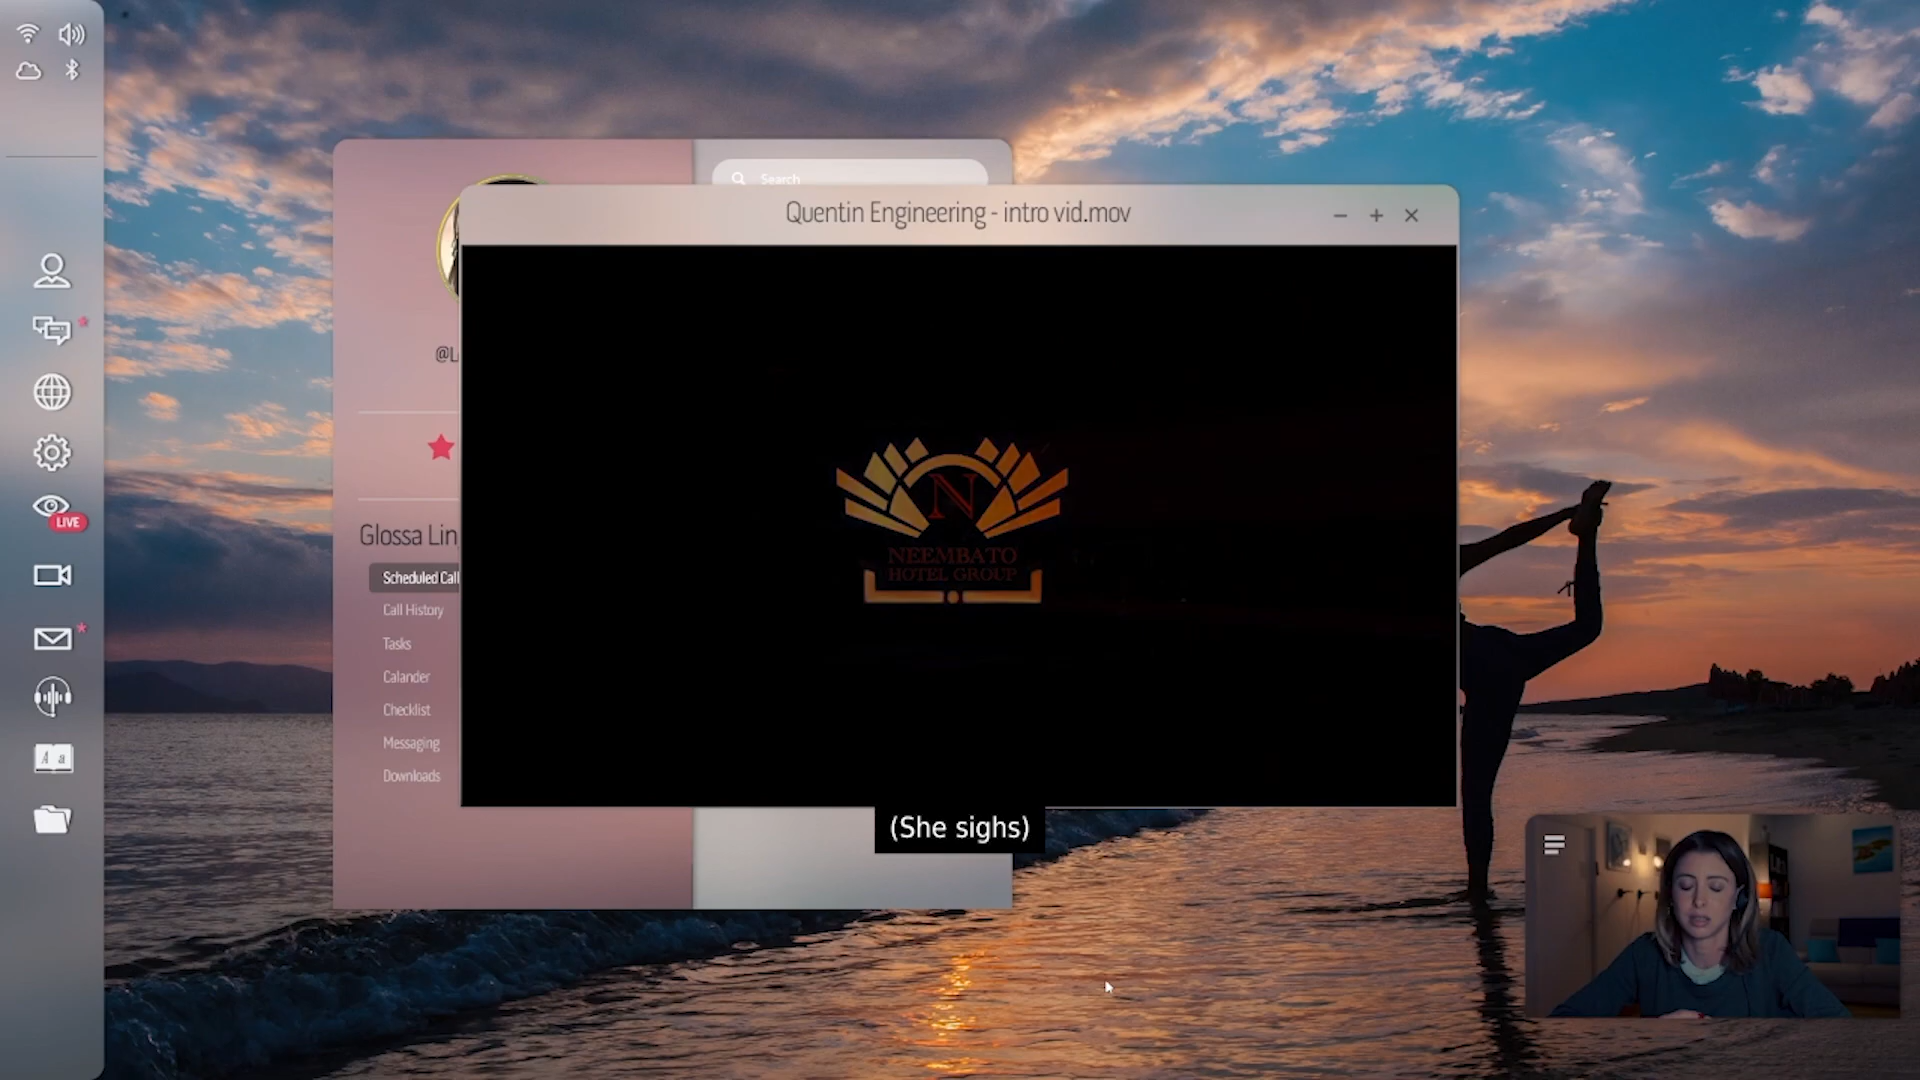 Search
Quentin Engineering - intro vid.mov
@L
N
NEEMBATO
HOTEL GROUP
LIVE
Glossa Lin
Scheduled Call
Call History
Tasks
Calander
Checklist
Messaging
Downloads
A a
(She sighs)